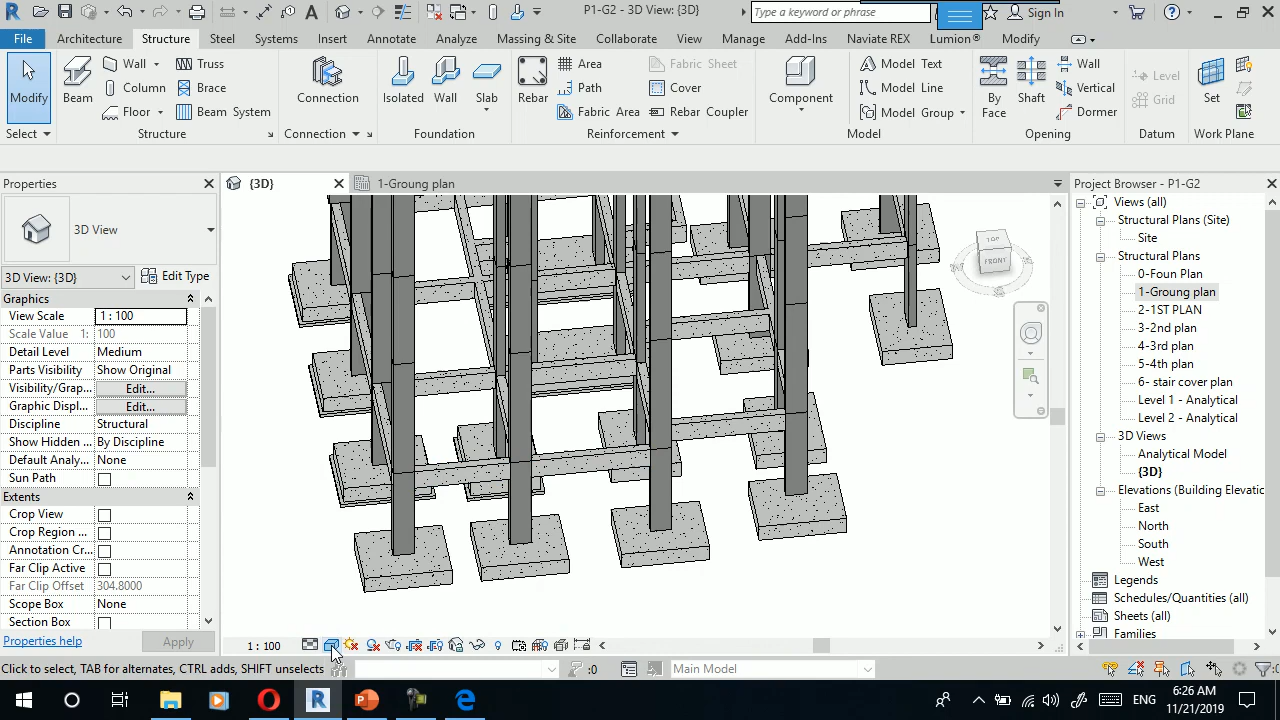 P1-G2 - 3D View: {3D}
Type a keyword or phrase
Sign In
File
Architecture
Structure
Steel
Systems
Insert
Annotate
Analyze
Massing & Site
Collaborate
View
Manage
Add-Ins
Naviate REX
Lumion®
Modify
Modify
Select
Beam
Wall
Column
Floor
Truss
Brace
Beam System
Structure
Connection
Connection
Isolated
Wall
Slab
Foundation
Rebar
Area
Path
Fabric Area
Fabric Sheet
Cover
Rebar Coupler
Reinforcement
Component
Model Text
Model Line
Model Group
Model
By Face
Shaft
Wall
Vertical
Dormer
Opening
Level
Grid
Datum
Set
Work Plane
Properties
3D View
3D View: {3D}
Edit Type
Graphics
View Scale 1 : 100
Scale Value 1: 100
Detail Level Medium
Parts Visibility Show Original
Visibility/Grap... Edit...
Graphic Displ... Edit...
Discipline Structural
Show Hidden ... By Discipline
Default Analy... None
Sun Path
Extents
Crop View
Crop Region ...
Annotation Cr...
Far Clip Active
Far Clip Offset 304.8000
Scope Box None
Section Box
Properties help
Apply
{3D}
1-Groung plan
TOP
FRONT
1 : 100
Project Browser - P1-G2
Views (all)
Structural Plans (Site)
Site
Structural Plans
0-Foun Plan
1-Groung plan
2-1ST PLAN
3-2nd plan
4-3rd plan
5-4th plan
6- stair cover plan
Level 1 - Analytical
Level 2 - Analytical
3D Views
Analytical Model
{3D}
Elevations (Building Elevatic
East
North
South
West
Legends
Schedules/Quantities (all)
Sheets (all)
Families
Click to select, TAB for alternates, CTRL adds, SHIFT unselects
:0
Main Model
:0
ENG
6:26 AM
11/21/2019